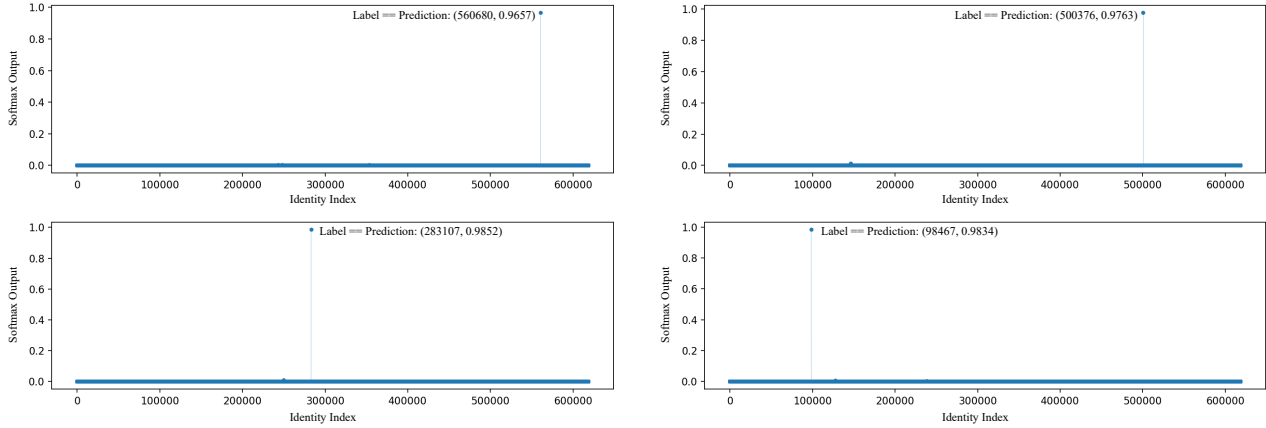 1.0
Label == Prediction: (560680, 0.9657)
0.8
0.6
0.4
0.2
0.0
Softmax Output
0 100000 200000 300000 400000 500000 600000
Identity Index
1.0
Label == Prediction: (500376, 0.9763)
0.8
0.6
0.4
0.2
0.0
Softmax Output
0 100000 200000 300000 400000 500000 600000
Identity Index
1.0
Label == Prediction: (283107, 0.9852)
0.8
0.6
0.4
0.2
0.0
Softmax Output
0 100000 200000 300000 400000 500000 600000
Identity Index
1.0
Label == Prediction: (98467, 0.9834)
0.8
0.6
0.4
0.2
0.0
Softmax Output
0 100000 200000 300000 400000 500000 600000
Identity Index